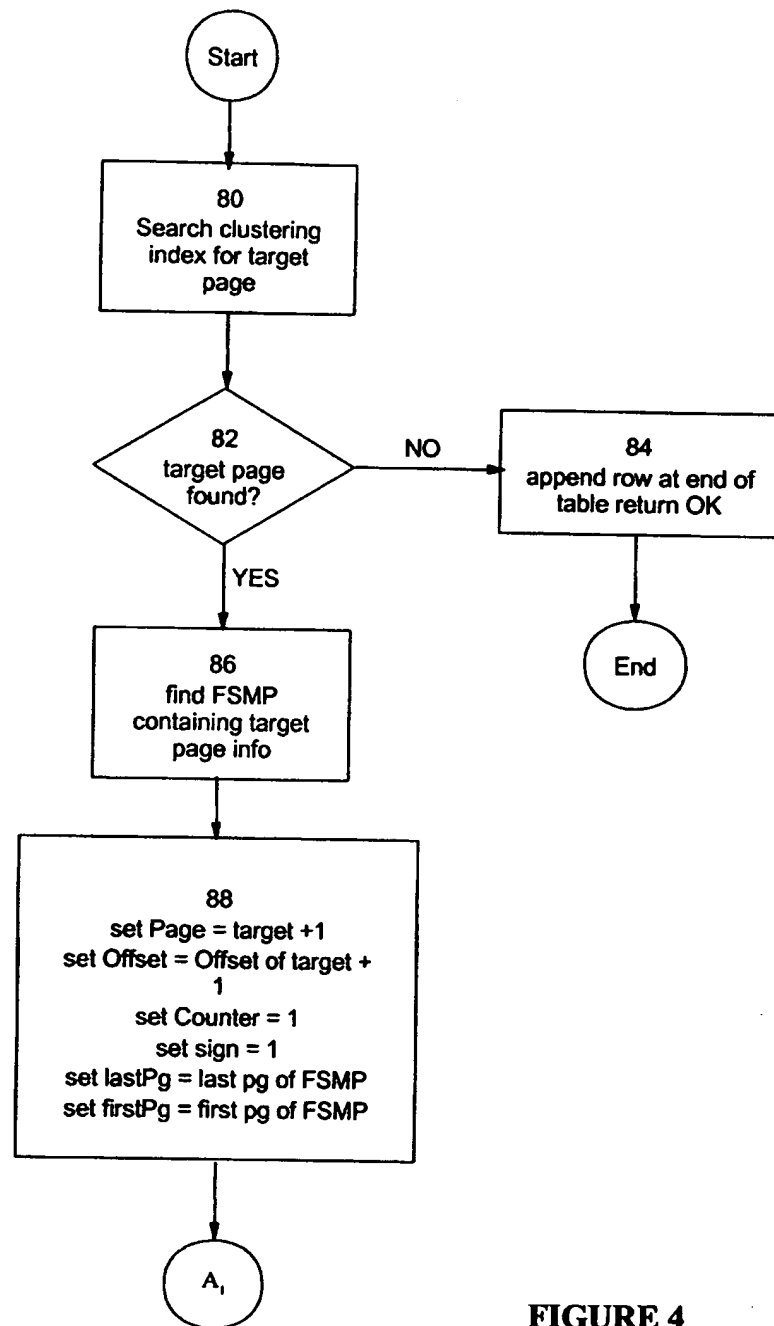 Start
80
Search clustering
index for target
page
82
target page
found?
NO
84
append row at end of
table return OK
YES
End
86
find FSMP
containing target
page info
88
set Page = target +1
set Offset = Offset of target +
1
set Counter = 1
set sign = 1
set lastPg = last pg of FSMP
set firstPg = first pg of FSMP
A₁
FIGURE 4